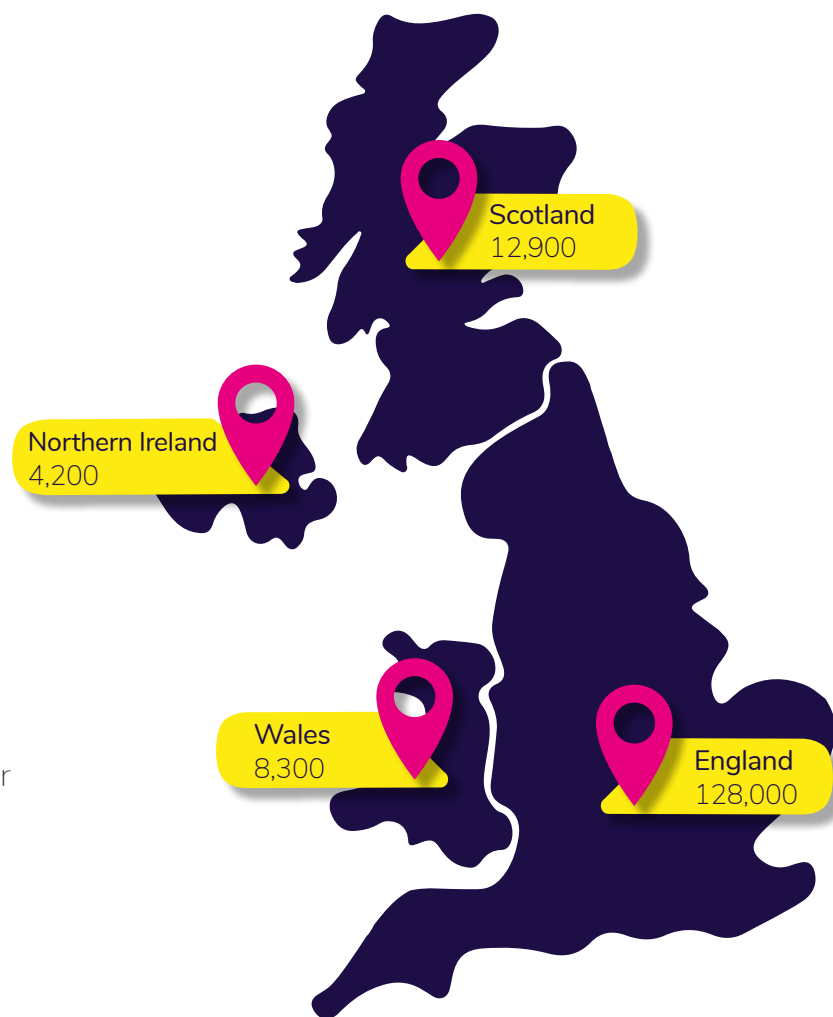 Scotland
12,900
Northern Ireland
4,200
Wales
8,300
r
England
128,000